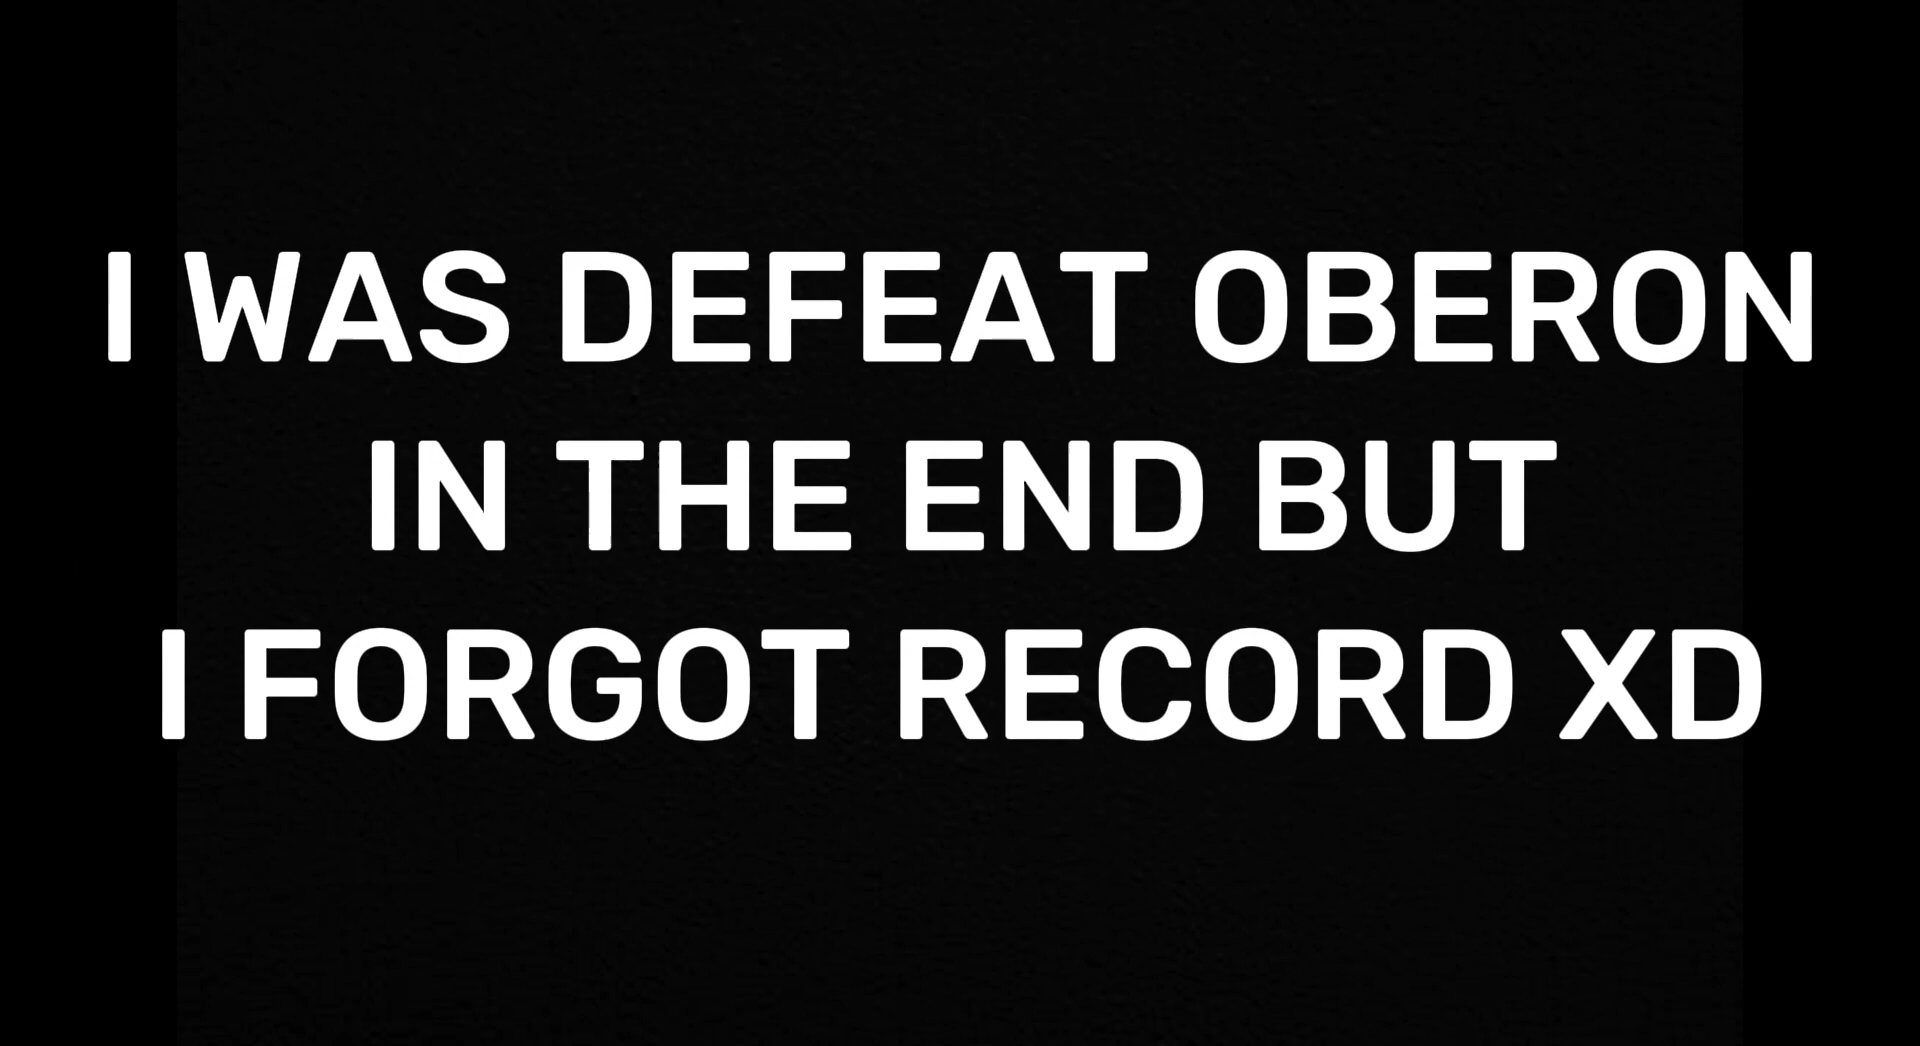 I WAS DEFEAT OBERON
IN THE END BUT
I FORGOT RECORD XD